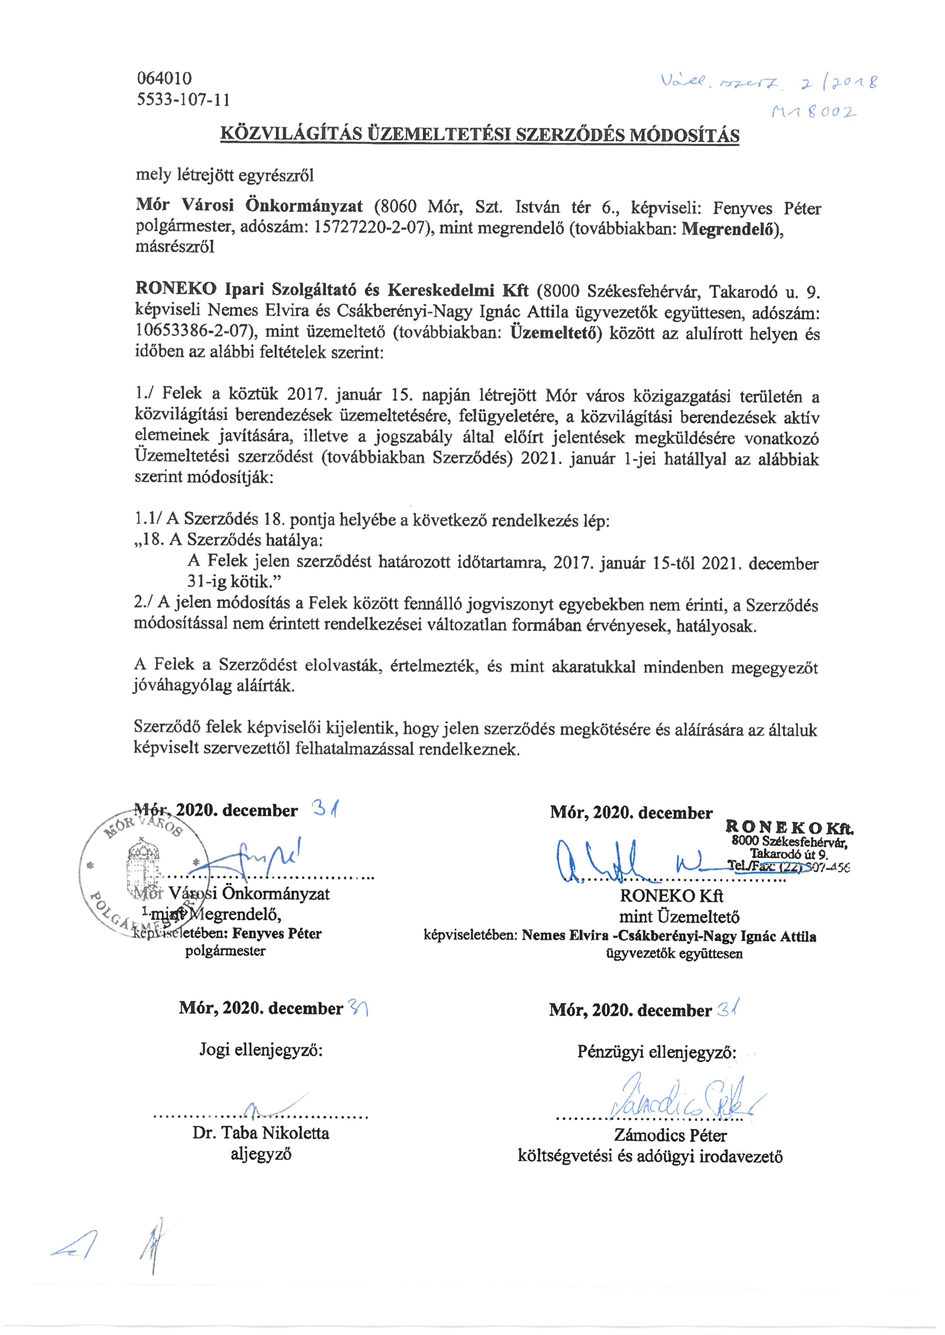 064010
5533-107-11
Váll. szerz. 2/2018
M18002
KÖZVILÁGÍTÁS ÜZEMELTETÉSI SZERZŐDÉS MÓDOSÍTÁS
mely létrejött egyrészről
Mór Városi Önkormányzat (8060 Mór, Szt. István tér 6., képviseli: Fenyves Péter
polgármester, adószám: 15727220-2-07), mint megrendelő (továbbiakban: Megrendelő),
másrészről
RONEKO Ipari Szolgáltató és Kereskedelmi Kft (8000 Székesfehérvár, Takarodó u. 9.
képviseli Nemes Elvira és Csákberényi-Nagy Ignác Attila ügyvezetők együttesen, adószám:
10653386-2-07), mint üzemeltető (továbbiakban: Üzemeltető) között az alulírott helyen és
időben az alábbi feltételek szerint:
1./ Felek a köztük 2017. január 15. napján létrejött Mór város közigazgatási területén a
közvilágítási berendezések üzemeltetésére, felügyeletére, a közvilágítási berendezések aktív
elemeinek javítására, illetve a jogszabály által előírt jelentések megküldésére vonatkozó
Üzemeltetési szerződést (továbbiakban Szerződés) 2021. január 1-jei hatállyal az alábbiak
szerint módosítják:
1.1/ A Szerződés 18. pontja helyébe a következő rendelkezés lép:
„18. A Szerződés hatálya:
A Felek jelen szerződést határozott időtartamra, 2017. január 15-től 2021. december
31-ig kötik.”
2./ A jelen módosítás a Felek között fennálló jogviszonyt egyebekben nem érinti, a Szerződés
módosítással nem érintett rendelkezései változatlan formában érvényesek, hatályosak.
A Felek a Szerződést elolvasták, értelmezték, és mint akaratukkal mindenben megegyezőt
jóváhagyólag aláírták.
Szerződő felek képviselői kijelentik, hogy jelen szerződés megkötésére és aláírására az általuk
képviselt szervezettől felhatalmazással rendelkeznek.
Mór, 2020. december 31
MÓR VÁROS
POLGÁRMESTERE
1.
Mór Városi Önkormányzat
mint Megrendelő,
képviseletében: Fenyves Péter
polgármester
Mór, 2020. december
RONEKO Kft.
8000 Székesfehérvár,
Takarodó út 9.
Tel./Fax: (22) 507-456
RONEKO Kft
mint Üzemeltető
képviseletében: Nemes Elvira -Csákberényi-Nagy Ignác Attila
ügyvezetők együttesen
Mór, 2020. december 31
Jogi ellenjegyző:
Dr. Taba Nikoletta
aljegyző
Mór, 2020. december 31
Pénzügyi ellenjegyző:
Zámodics Péter
Zámodics Péter
költségvetési és adóügyi irodavezető